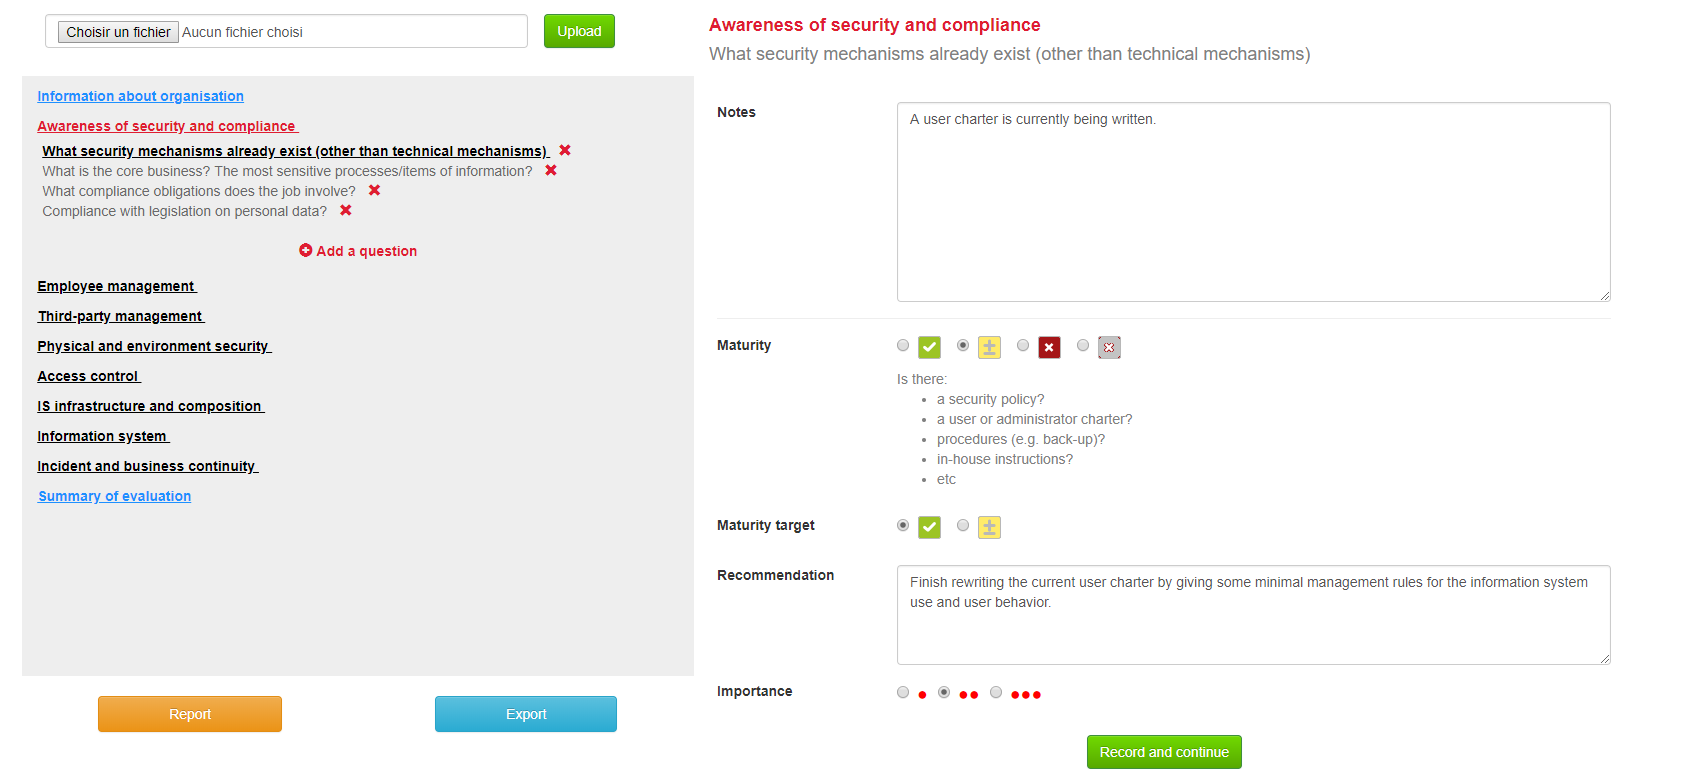 Choisir un fichier Aucun fichier choisi
Upload
Information about organisation
Awareness of security and compliance
What security mechanisms already exist (other than technical mechanisms)
What is the core business? The most sensitive processes/items of information?
What compliance obligations does the job involve?
Compliance with legislation on personal data?
Add a question
Employee management
Third-party management
Physical and environment security
Access control
IS infrastructure and composition
Information system
Incident and business continuity
Summary of evaluation
Report
Export
Awareness of security and compliance
What security mechanisms already exist (other than technical mechanisms)
Notes
A user charter is currently being written.
Maturity
Is there:
a security policy?
a user or administrator charter?
procedures (e.g. back-up)?
in-house instructions?
etc
Maturity target
Recommendation
Finish rewriting the current user charter by giving some minimal management rules for the information system
use and user behavior.
Importance
Record and continue